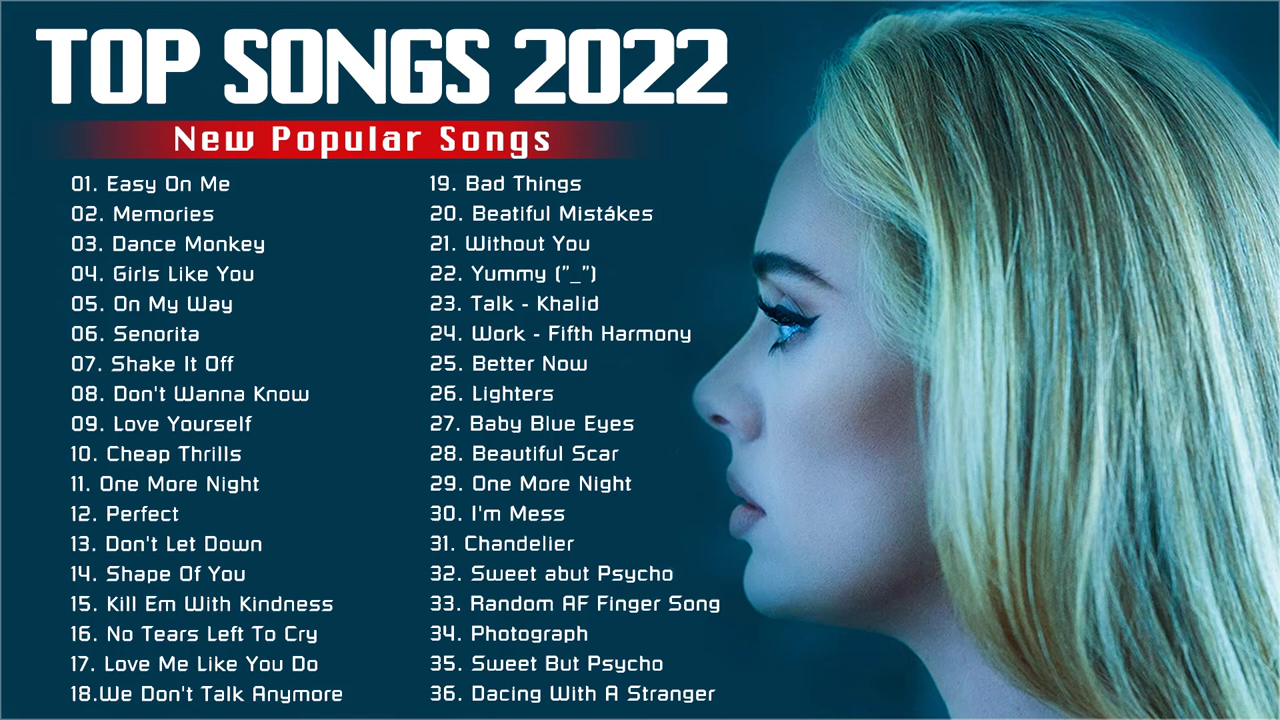 TOP SONGS 2022
New Popular Songs
01. Easy On Me
02. Memories
03. Dance Monkey
04. Girls Like You
05. On My Way
06. Senorita
07. Shake It Off
08. Don't Wanna Know
09. Love Yourself
10. Cheap Thrills
11. One More Night
12. Perfect
13. Don't Let Down
14. Shape Of You
15. Kill Em With Kindness
16. No Tears Left To Cry
17. Love Me Like You Do
18.We Don't Talk Anymore
19. Bad Things
20. Beatiful Mistákes
21. Without You
22. Yummy ("_")
23. Talk - Khalid
24. Work - Fifth Harmony
25. Better Now
26. Lighters
27. Baby Blue Eyes
28. Beautiful Scar
29. One More Night
30. I'm Mess
31. Chandelier
32. Sweet abut Psycho
33. Random AF Finger Song
34. Photograph
35. Sweet But Psycho
36. Dacing With A Stranger